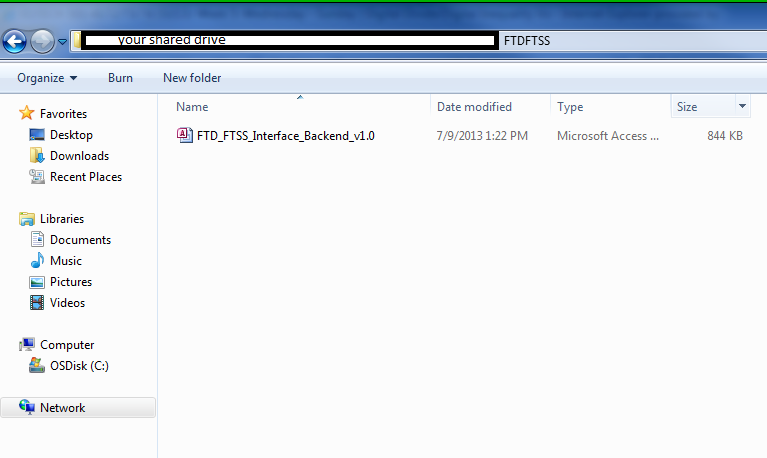 your shared drive FTDFTSS
Organize Burn New folder
Favorites
Desktop
Downloads
Recent Places
Libraries
Documents
Music
Pictures
Videos
Computer
OSDisk (C:)
Network
Name Date modified Type Size
FTD_FTSS_Interface_Backend_v1.0 7/9/2013 1:22 PM Microsoft Access ... 844 KB